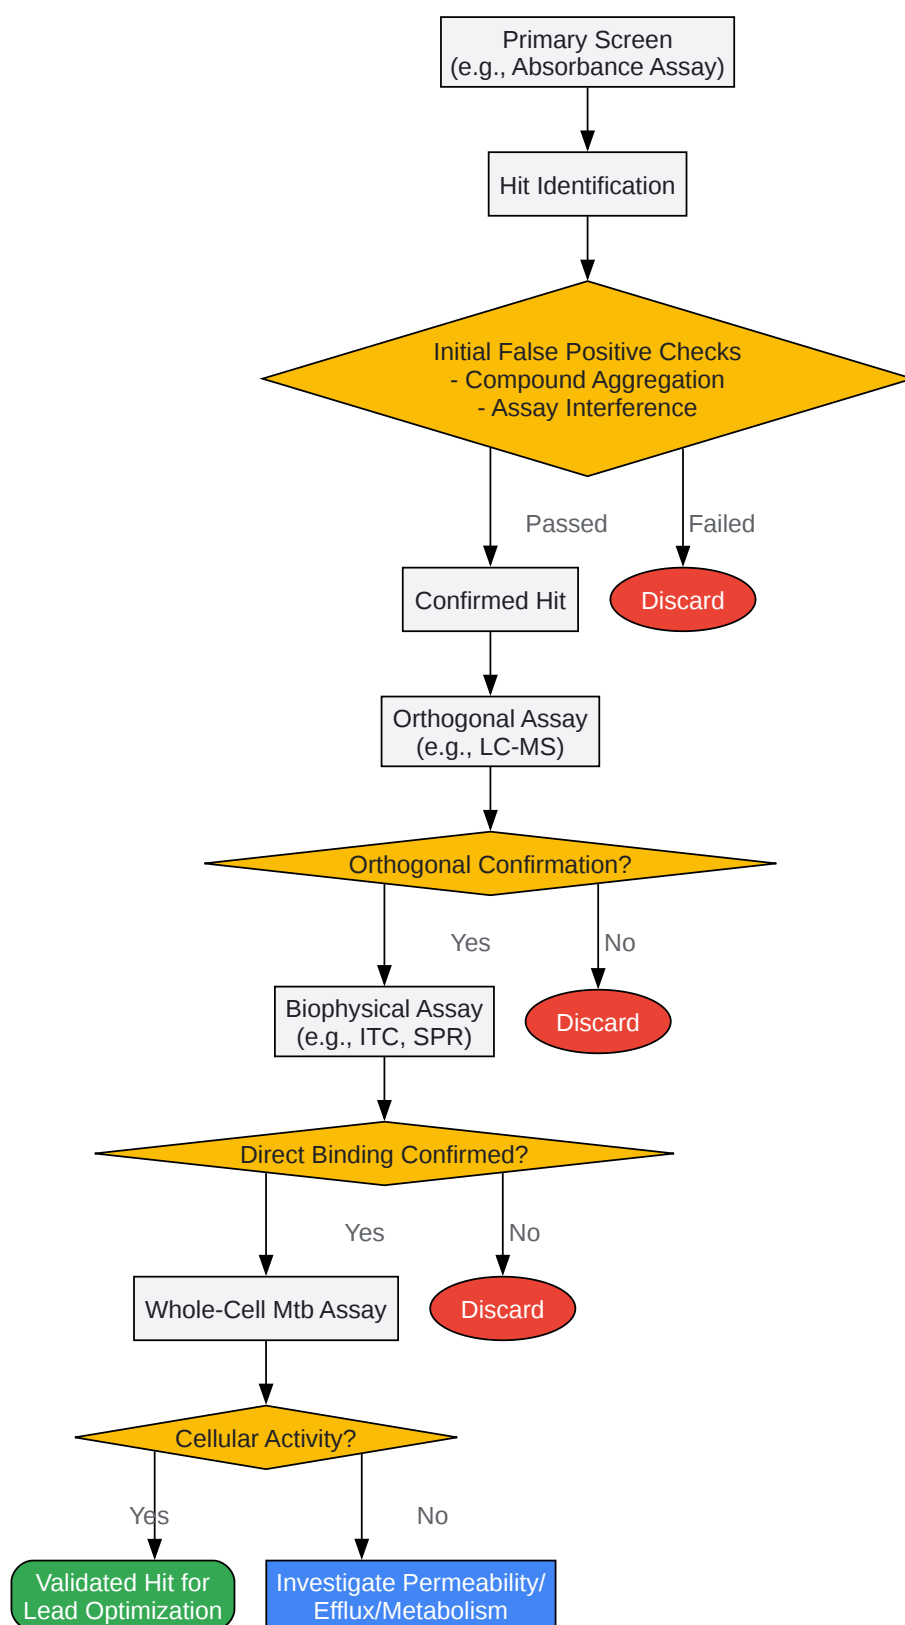 Primary Screen
(e.g., Absorbance Assay)
Hit Identification
Initial False Positive Checks
- Compound Aggregation
- Assay Interference
Passed
Failed
Confirmed Hit
Discard
Orthogonal Assay
(e.g., LC-MS)
Orthogonal Confirmation?
Yes
No
Biophysical Assay
(e.g., ITC, SPR)
Discard
Direct Binding Confirmed?
Yes
No
Whole-Cell Mtb Assay
Discard
Cellular Activity?
Yes
No
Validated Hit for
Lead Optimization
Investigate Permeability/
Efflux/Metabolism